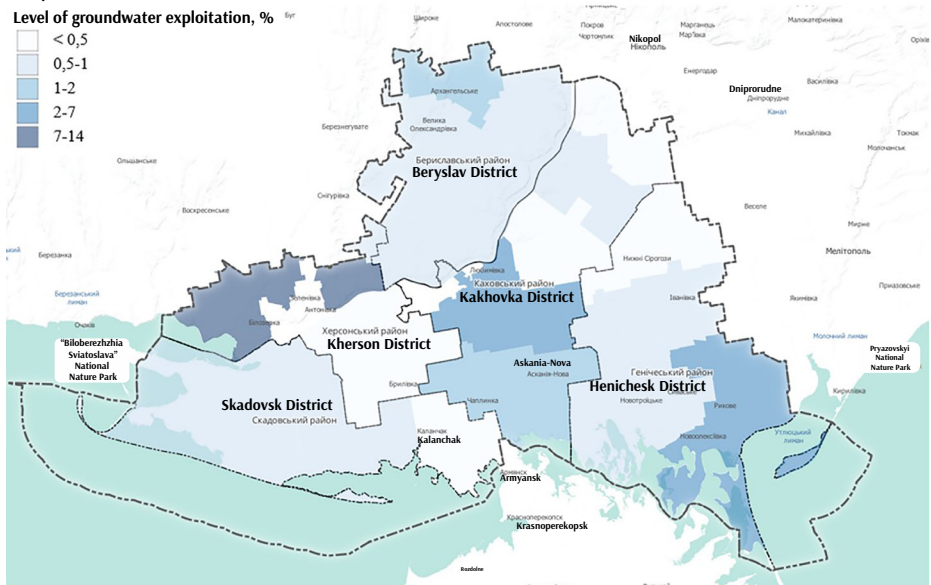 Level of groundwater exploitation, %
< 0,5
0,5-1
1-2
2-7
7-14
Буг
Широке
Апостолове
Покров
Чортомлик
Марганець
Мар'ївка
Малокатеринівка
Nikopol
Нікополь
Енергодар
Василівка
Dniprorudne
Дніпрорудне
Канал
Михайлівка
Токмак
Молочанськ
Архангельське
Велика
Олександрівка
Березнегувате
Ольшанське
Бериславський район
Beryslav District
Снігурівка
Воскресенське
Веселе
Мирне
Мелітополь
Березанка
Нижні Сірогози
Любимівка
Каховський район
Kakhovka District
Приазовське
Якимівка
Іванівка
Березанський
лиман
Антонівка
Білозерка
Очаків
Херсонський район
Kherson District
Молочний лиман
"Biloberezhzhia
Sviatoslava"
National
Nature Park
Pryazovskyi
National
Nature Park
Askania-Nova
Асканія-Нова
Генічеський район
Henichesk District
Новотроїцьке
Кирилівка
Брилівка
Чаплинка
Рикове
Skadovsk District
Скадовський район
Каланчак
Kalanchak
Новоолексіївка
Утлюцький
лиман
Армянськ
Armyansk
Красноперекопск
Krasnoperekopsk
Rozdolne